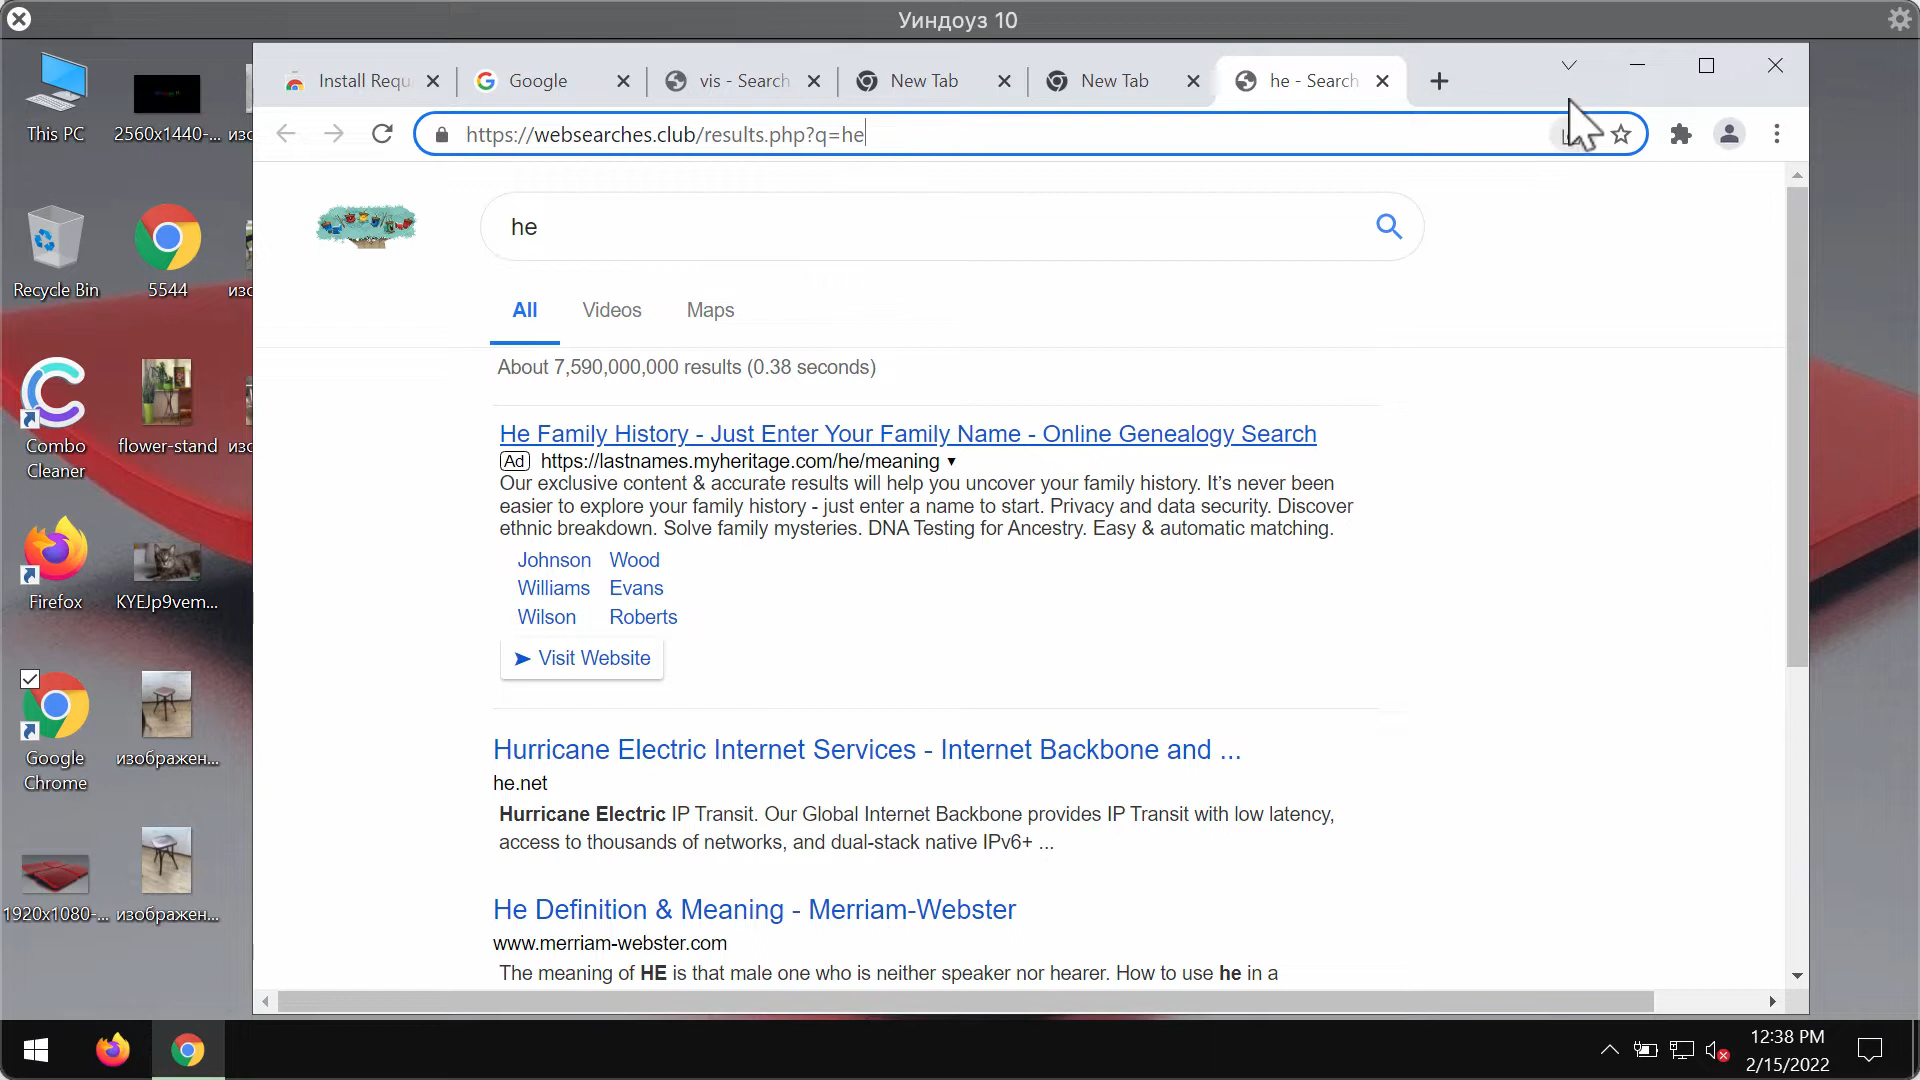 Уиндоуз 10
Install Requ
Google
vis - Search
New Tab
New Tab
he - Search
https://websearches.club/results.php?q=he
he
All
Videos
Maps
About 7,590,000,000 results (0.38 seconds)
He Family History - Just Enter Your Family Name - Online Genealogy Search
Ad https://lastnames.myheritage.com/he/meaning
Our exclusive content & accurate results will help you uncover your family history. It's never been
easier to explore your family history - just enter a name to start. Privacy and data security. Discover
ethnic breakdown. Solve family mysteries. DNA Testing for Ancestry. Easy & automatic matching.
Johnson Wood
Williams Evans
Wilson Roberts
Visit Website
Hurricane Electric Internet Services - Internet Backbone and ...
he.net
Hurricane Electric IP Transit. Our Global Internet Backbone provides IP Transit with low latency,
access to thousands of networks, and dual-stack native IPv6+ ...
He Definition & Meaning - Merriam-Webster
www.merriam-webster.com
The meaning of HE is that male one who is neither speaker nor hearer. How to use he in a
This PC
2560x1440-...
изо
Recycle Bin
5544
изо
Combo
Cleaner
flower-stand
изо
Firefox
KYEJp9vem...
Google
Chrome
изображен...
1920x1080-...
изображен...
12:38 PM
2/15/2022